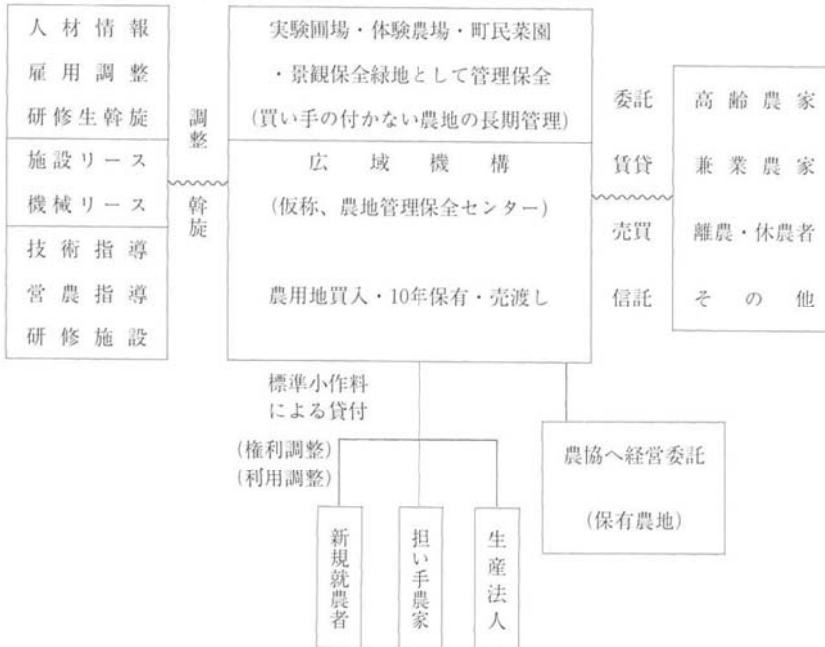 人材情報
雇用調整
研修生斡旋
施設リース
機械リース
技術指導
営農指導
研修施設
調整
斡旋
実験圃場・体験農場・町民菜園
・景観保全緑地として管理保全
(買い手の付かない農地の長期管理)
広域機構
(仮称、農地管理保全センター)
農用地買入・10年保有・売渡し
委託
賃貸
売買
信託
高齢農家
兼業農家
離農・休農者
その他
標準小作料
による貸付
(権利調整)
(利用調整)
新規就農者
担い手農家
生産法人
農協へ経営委託
(保有農地)